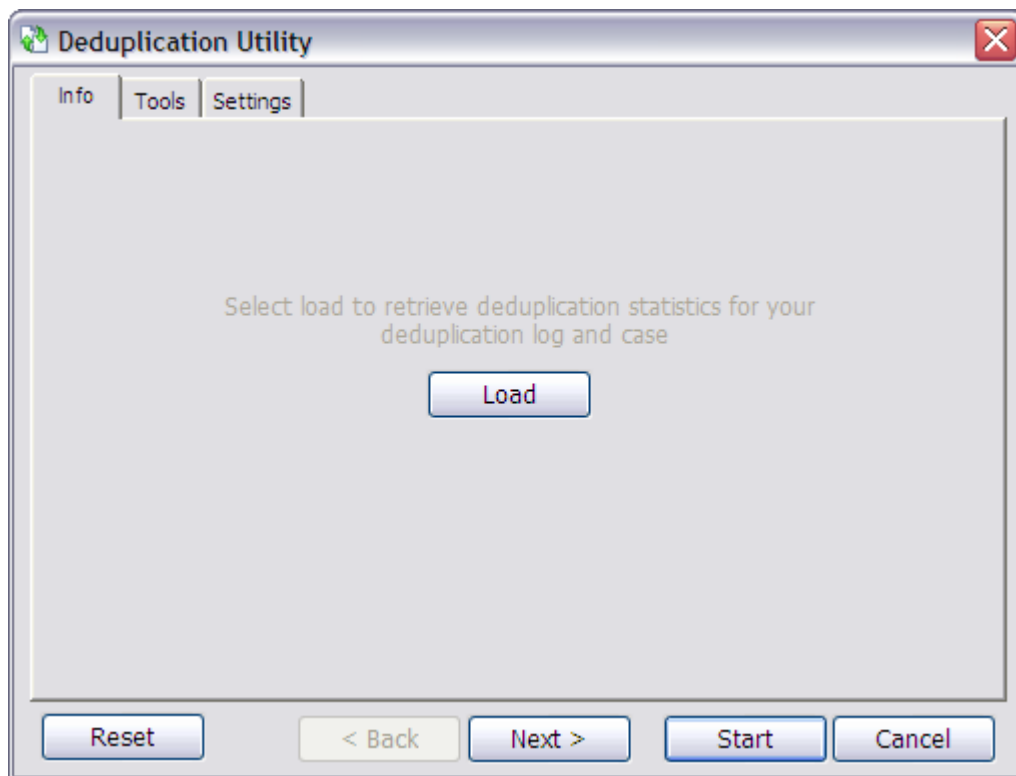 Deduplication Utility
Info Tools Settings
Select load to retrieve deduplication statistics for your
deduplication log and case
Load
Reset < Back Next > Start Cancel